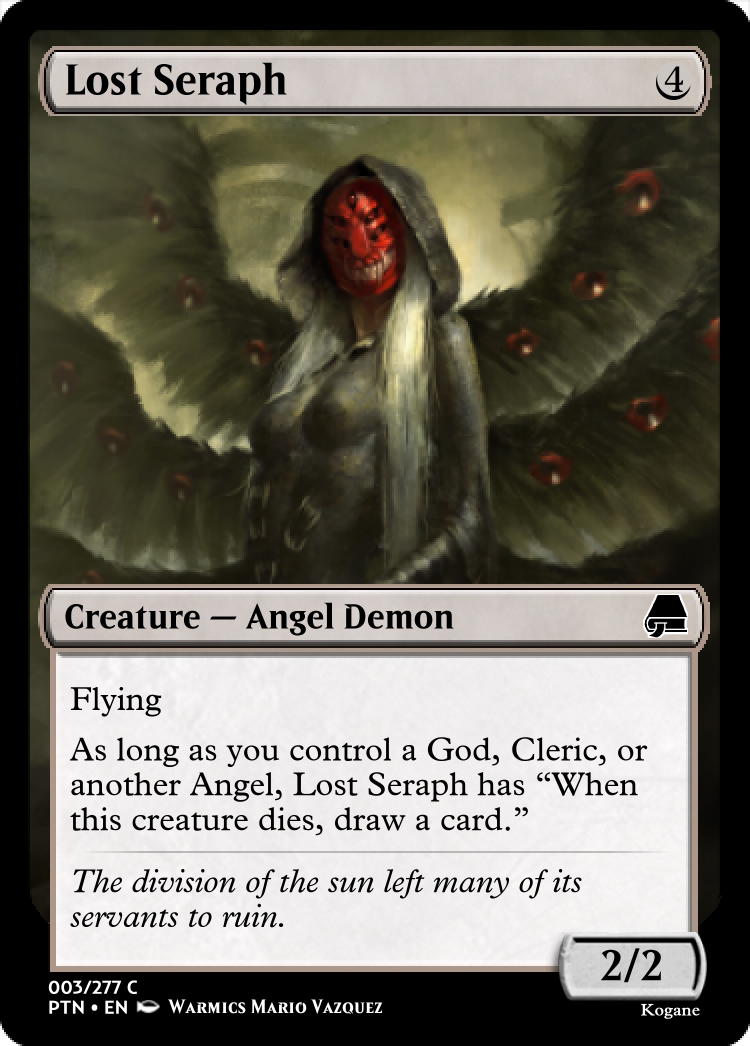 Lost Seraph
4
Creature — Angel Demon
Flying
As long as you control a God, Cleric, or
another Angel, Lost Seraph has “When
this creature dies, draw a card.”
The division of the sun left many of its
servants to ruin.
2/2
003/277 C
PTN • EN Warmics Mario Vazquez
Kogane